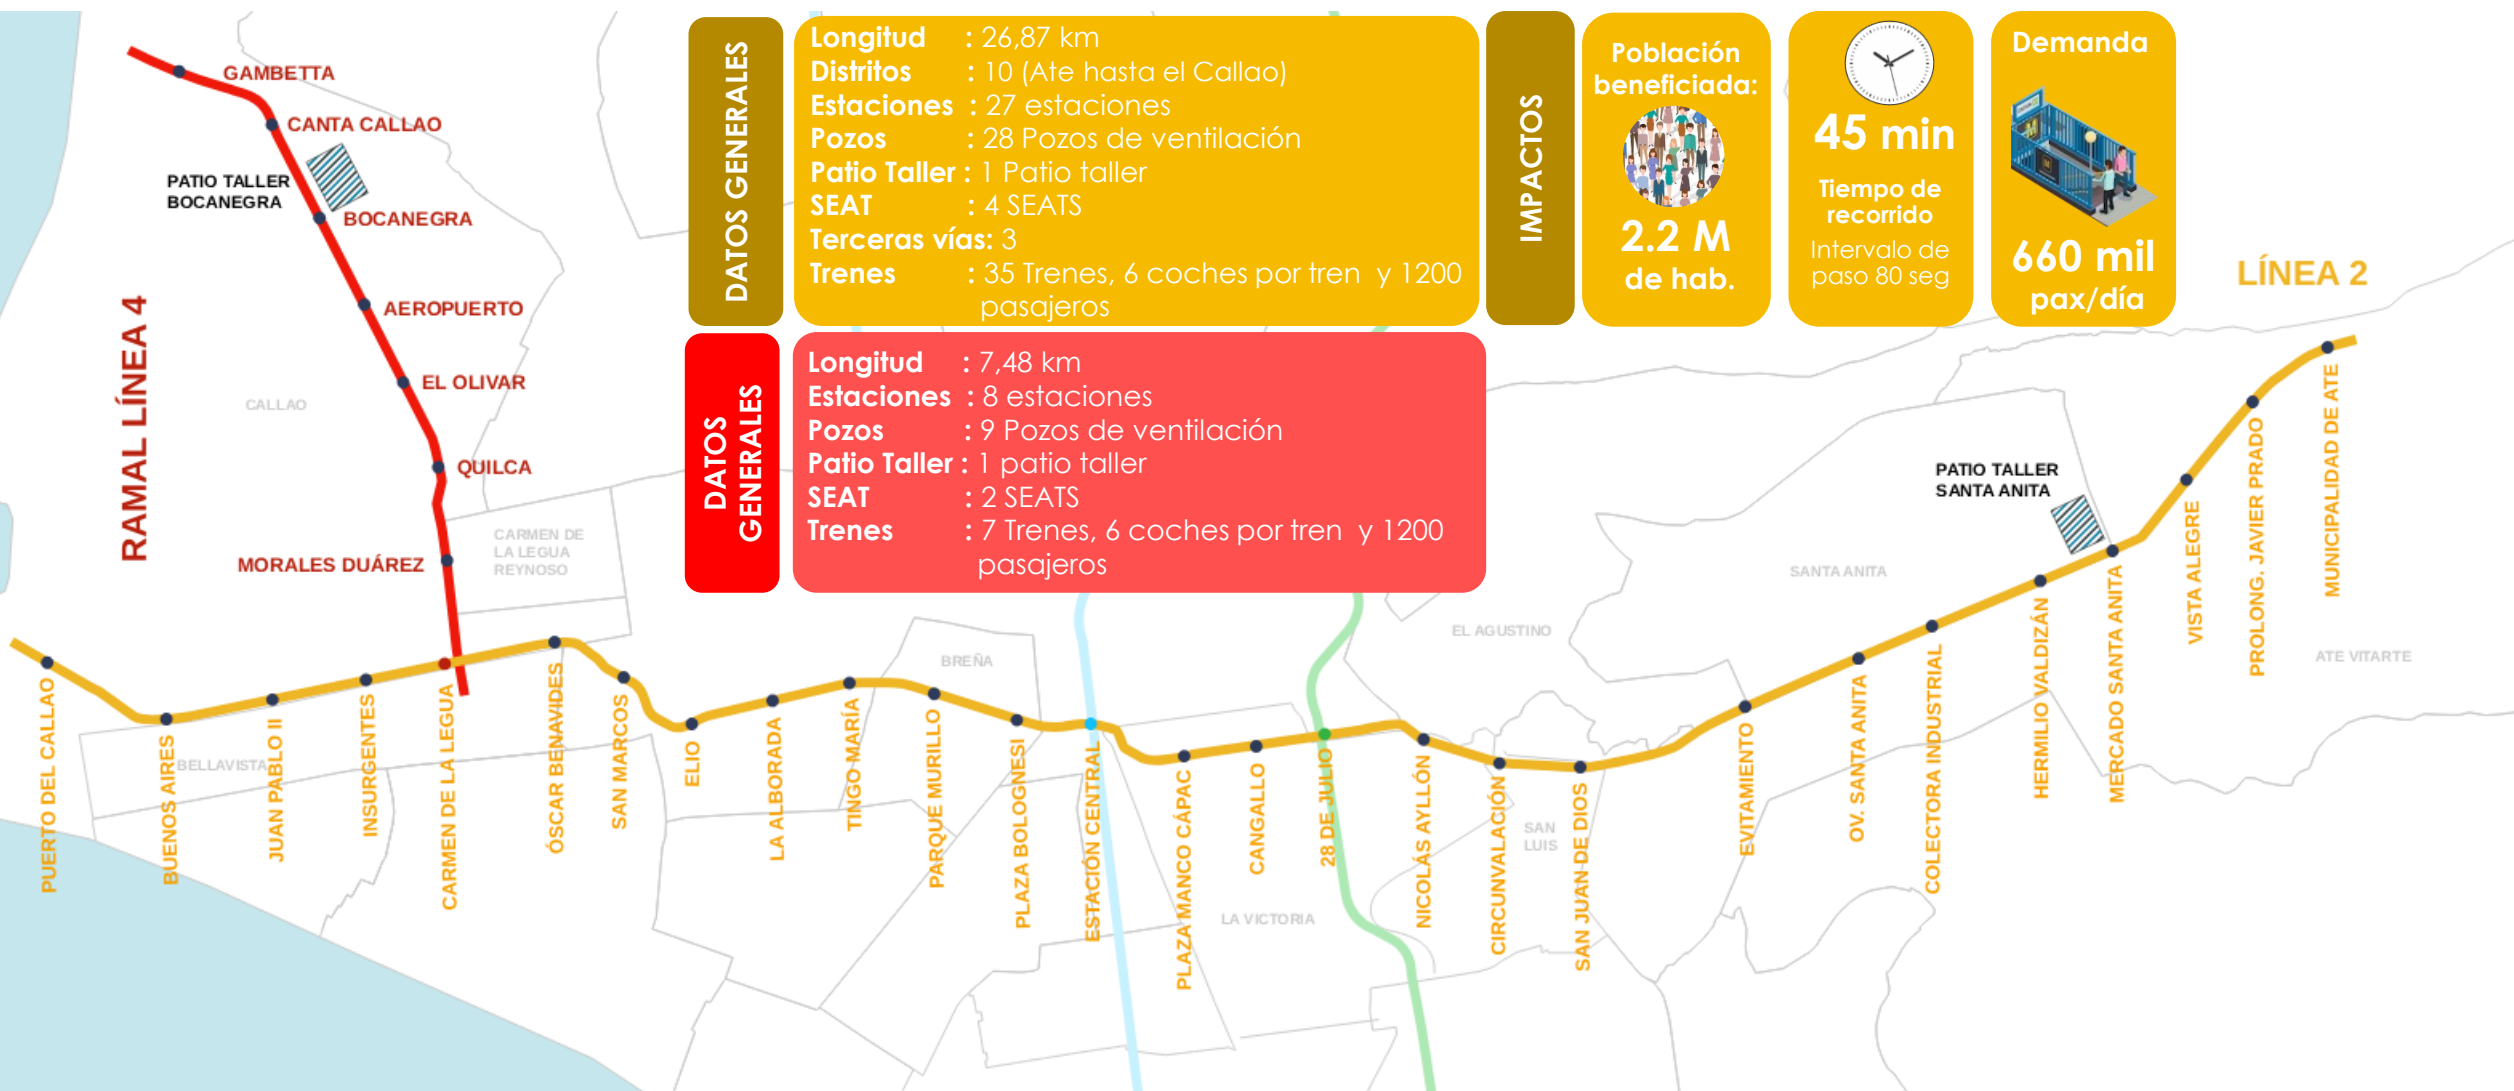 DATOS GENERALES
Longitud : 26,87 km
Distritos : 10 (Ate hasta el Callao)
Estaciones : 27 estaciones
Pozos : 28 Pozos de ventilación
Patio Taller : 1 Patio taller
SEAT : 4 SEATS
Terceras vías: 3
Trenes : 35 Trenes, 6 coches por tren y 1200
pasajeros
IMPACTOS
Población
beneficiada:
2.2 M
de hab.
45 min
Tiempo de
recorrido
Intervalo de
paso 80 seg
Demanda
660 mil
pax/día
DATOS
GENERALES
Longitud : 7,48 km
Estaciones : 8 estaciones
Pozos : 9 Pozos de ventilación
Patio Taller : 1 patio taller
SEAT : 2 SEATS
Trenes : 7 Trenes, 6 coches por tren y 1200
pasajeros
RAMAL LÍNEA 4
GAMBETTA
CANTA CALLAO
PATIO TALLER
BOCANEGRA
BOCANEGRA
AEROPUERTO
EL OLIVAR
CALLAO
QUILCA
CARMEN DE
LA LEGUA
REYNOSO
MORALES DUÁREZ
LÍNEA 2
PATIO TALLER
SANTA ANITA
SANTA ANITA
EL AGUSTINO
BREÑA
ATE VITARTE
BELLAVISTA
SAN
LUIS
LA VICTORIA
PUERTO DEL CALLAO
BUENOS AIRES
JUAN PABLO II
INSURGENTES
CARMEN DE LA LEGUA
ÓSCAR BENAVIDES
SAN MARCOS
ELIO
LA ALBORADA
TINGO MARÍA
PARQUE MURILLO
PLAZA BOLOGNESI
ESTACIÓN CENTRAL
PLAZA MANCO CÁPAC
CANGALLO
28 DE JULIO
NICOLÁS AYLLÓN
CIRCUNVALACIÓN
SAN JUAN DE DIOS
EVITAMIENTO
OV. SANTA ANITA
COLECTORA INDUSTRIAL
HERMILIO VALDIZÁN
MERCADO SANTA ANITA
VISTA ALEGRE
PROLONG. JAVIER PRADO
MUNICIPALIDAD DE ATE